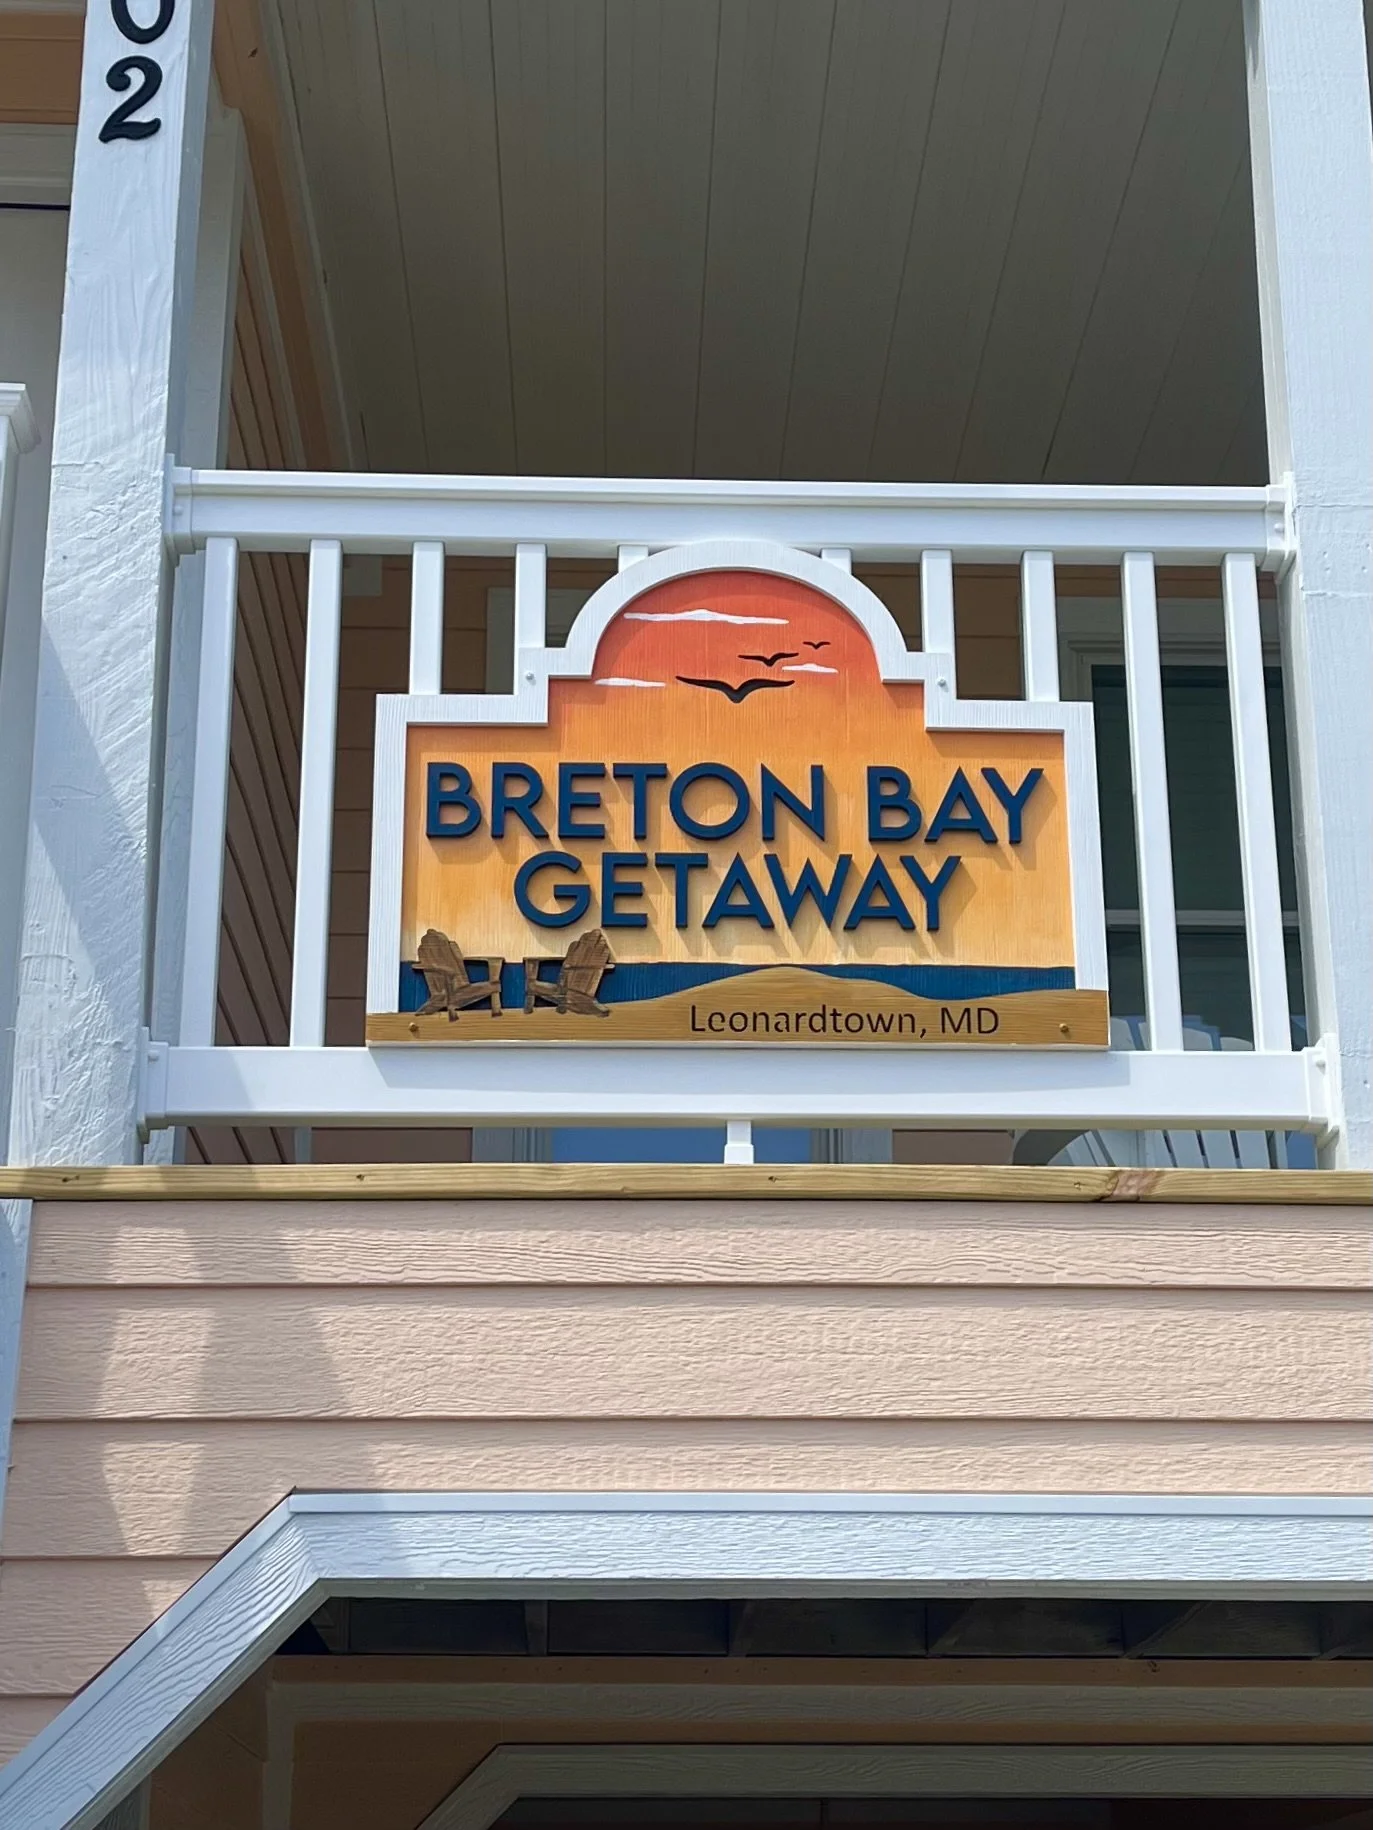 02
BRETON BAY
GETAWAY
Leonardtown, MD